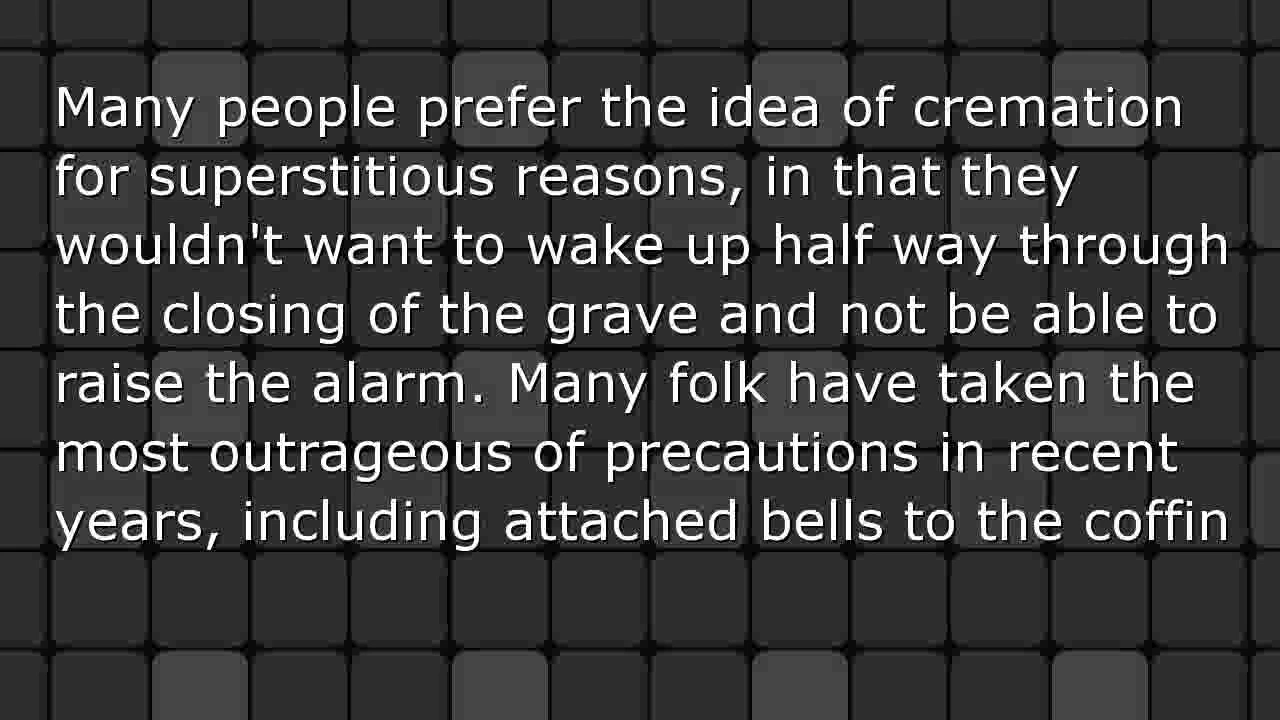 Many people prefer the idea of cremation
for superstitious reasons, in that they
wouldn't want to wake up half way through
the closing of the grave and not be able to
raise the alarm. Many folk have taken the
most outrageous of precautions in recent
years, including attached bells to the coffin